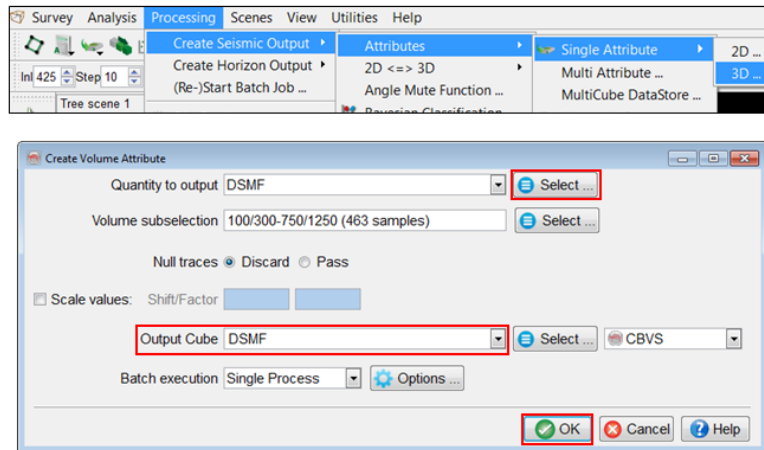 Survey Analysis Processing Scenes View Utilities Help
Create Seismic Output Attributes Single Attribute 2D ...
Inl 425 Step 10 Create Horizon Output 2D <=> 3D Multi Attribute ... 3D ...
(Re-)Start Batch Job ... Angle Mute Function ... MultiCube DataStore ...
Tree scene 1 Bayesian Classification
Create Volume Attribute
Quantity to output DSMF Select ...
Volume subselection 100/300-750/1250 (463 samples) Select ...
Null traces Discard Pass
Scale values: Shift/Factor
Output Cube DSMF Select ... CBVS
Batch execution Single Process Options ...
OK Cancel Help